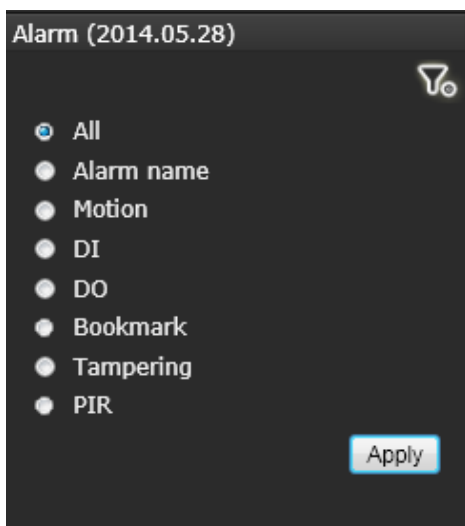 Alarm (2014.05.28)
All
Alarm name
Motion
DI
DO
Bookmark
Tampering
PIR
Apply